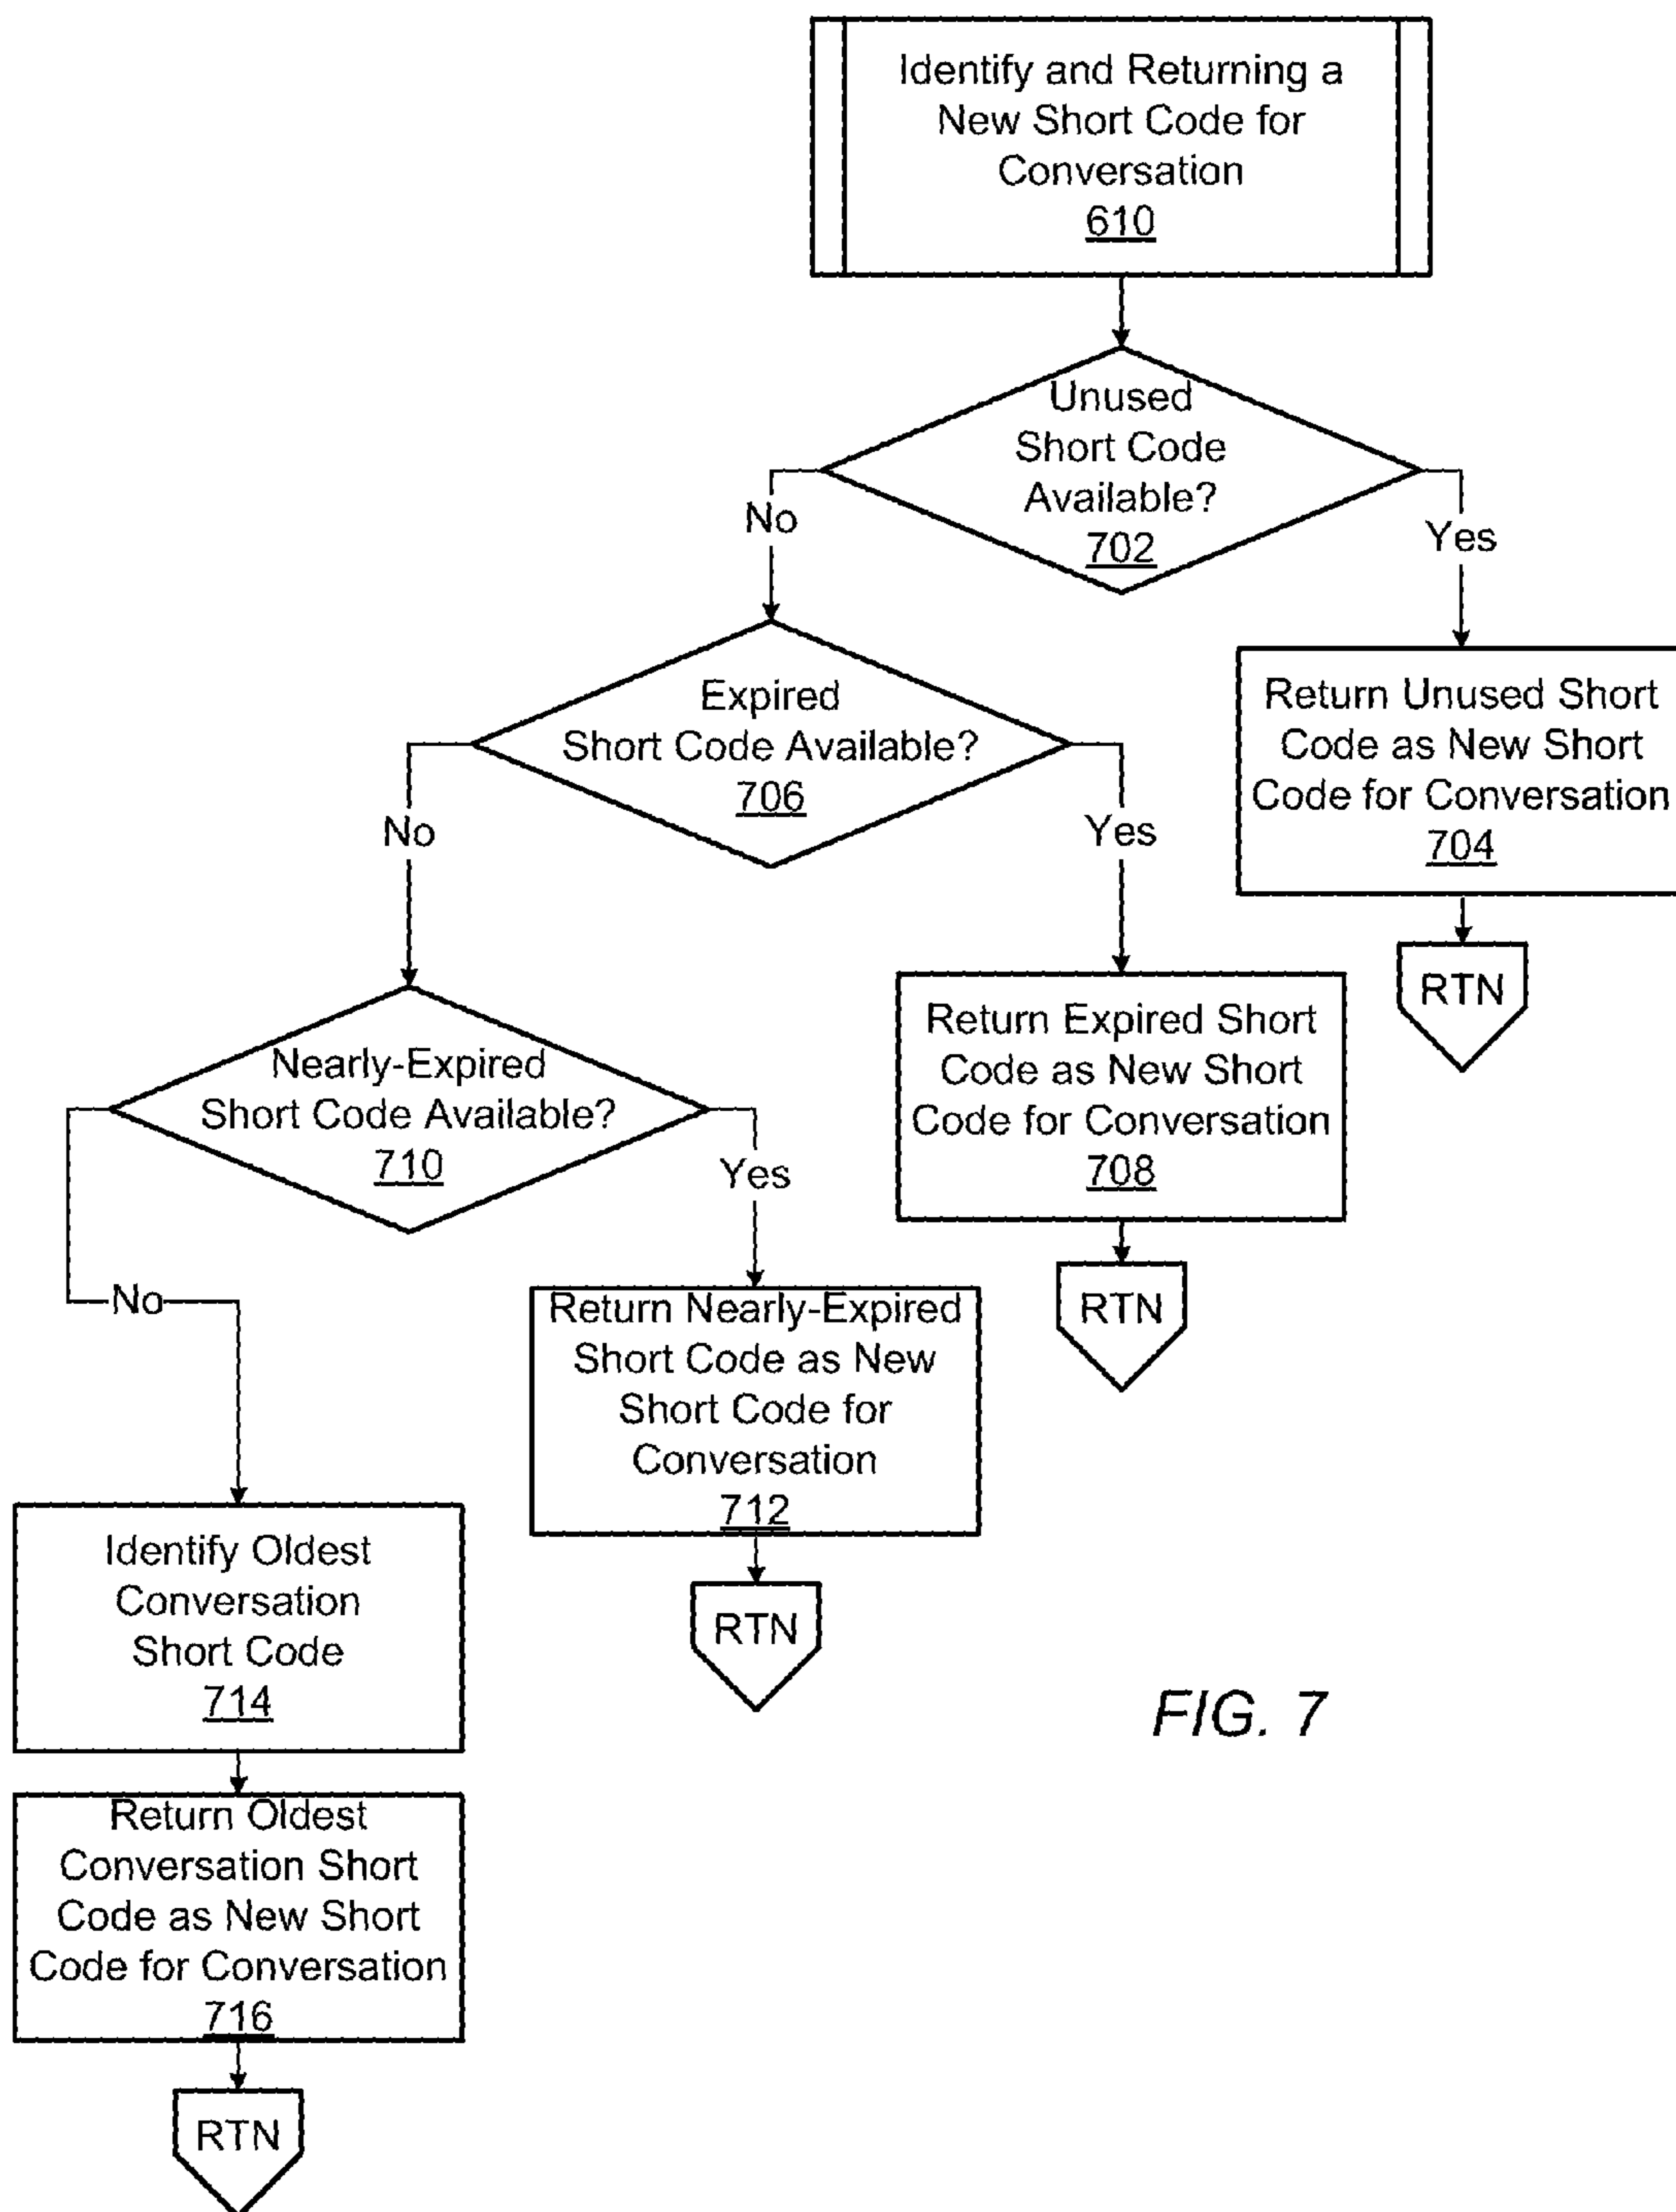 Identify and Returning a
New Short Code for
Conversation
610
Unused
Short Code
Available?
702
No
Yes
Expired
Short Code Available?
706
Return Unused Short
Code as New Short
Code for Conversation
704
No
Yes
RTN
Nearly-Expired
Short Code Available?
710
Return Expired Short
Code as New Short
Code for Conversation
708
Yes
No
RTN
Return Nearly-Expired
Short Code as New
Short Code for
Conversation
712
RTN
Identify Oldest
Conversation
Short Code
714
FIG. 7
Return Oldest
Conversation Short
Code as New Short
Code for Conversation
716
RTN